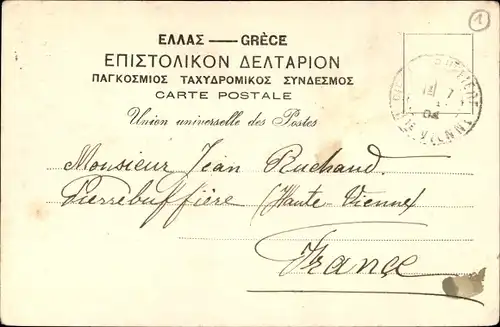 ①
ΕΛΛΑΣ — GRÈCE
ΕΠΙΣΤΟΛΙΚΟΝ ΔΕΛΤΑΡΙΟΝ
ΠΑΓΚΟΣΜΙΟΣ ΤΑΧΥΔΡΟΜΙΚΟΣ ΣΥΝΔΕΣΜΟΣ
CARTE POSTALE
Union universelle des Postes
Monsieur Jean Ruchaud.
Pierrebuffière (Haute-Vienne)
France